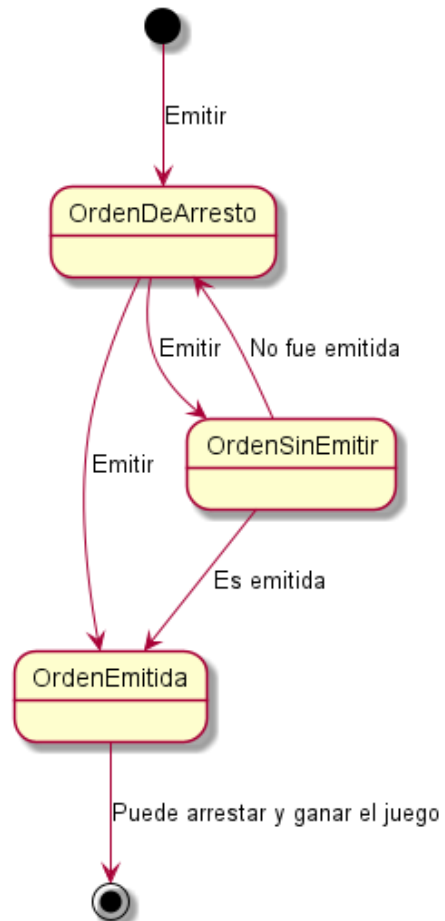 Emitir
OrdenDeArresto
Emitir
No fue emitida
OrdenSinEmitir
Emitir
Es emitida
OrdenEmitida
Puede arrestar y ganar el juego